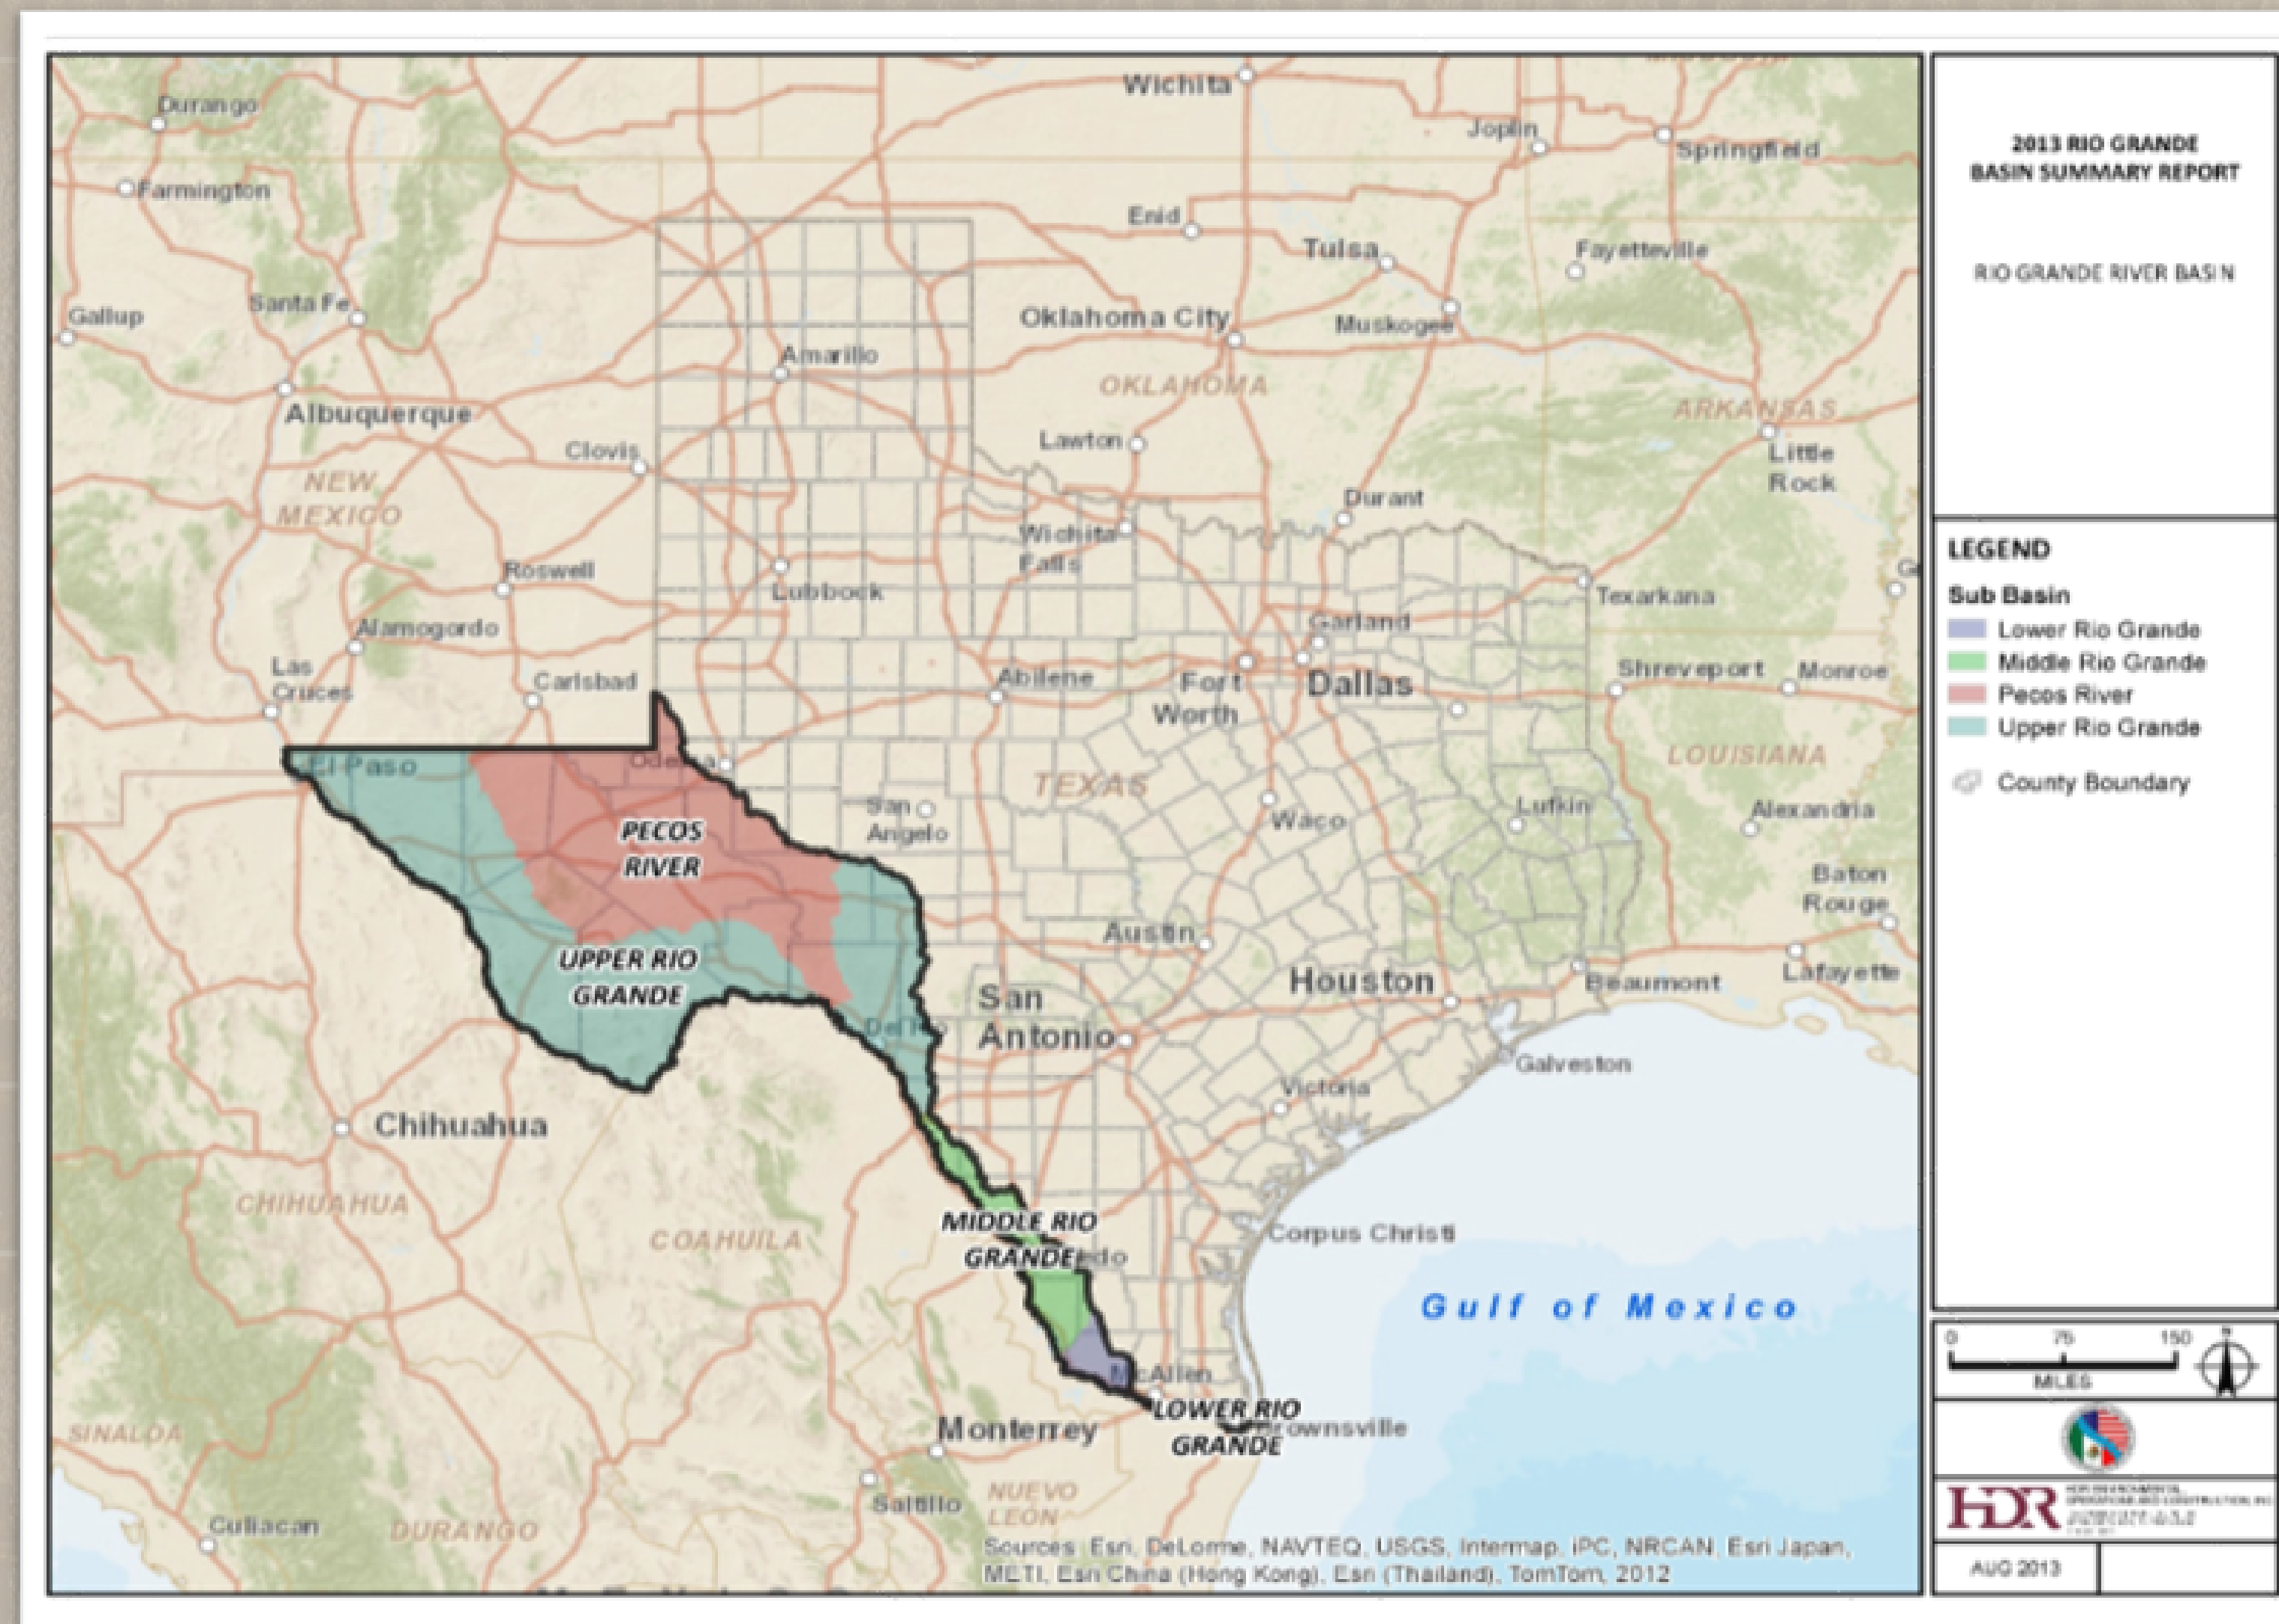 Wichita
Durango
Joplin
Springfield
Farmington
Enid
Tulsa
Fayetteville
Santa Fe
Gallup
Oklahoma City
Muskogee
Amarillo
OKLAHOMA
ARKANSAS
Albuquerque
Clovis
Lawton
Little
Rock
NEW
MEXICO
Durant
Wichita
Falls
Roswell
Lubbock
Texarkana
Alamogordo
Garland
Las
Cruces
Carlsbad
Abilene
Fort
Worth
Dallas
Shreveport
Monroe
El Paso
Odessa
TEXAS
LOUISIANA
San
Angelo
Waco
Lufkin
Alexandria
PECOS
RIVER
Baton
Rouge
Austin
UPPER RIO
GRANDE
San
Antonio
Houston
Beaumont
Lafayette
Del Rio
Galveston
Victoria
Chihuahua
CHIHUAHUA
COAHUILA
MIDDLE RIO
GRANDE
Corpus Christi
Gulf of Mexico
McAllen
LOWER RIO
GRANDE
Brownsville
Monterrey
SINALOA
Saltillo
NUEVO
LEÓN
Culiacan
DURANGO
Sources: Esri, DeLorme, NAVTEQ, USGS, Intermap, iPC, NRCAN, Esri Japan,
METI, Esri China (Hong Kong), Esri (Thailand), TomTom, 2012
2013 RIO GRANDE
BASIN SUMMARY REPORT
RIO GRANDE RIVER BASIN
LEGEND
Sub Basin
Lower Rio Grande
Middle Rio Grande
Pecos River
Upper Rio Grande
County Boundary
0 75 150
MILES
N
HDR
AUG 2013